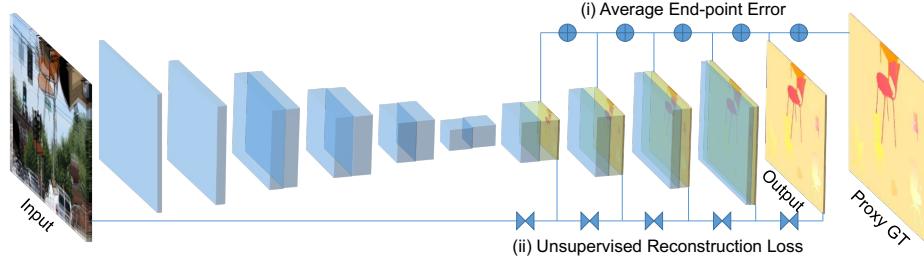 (i) Average End-point Error
Input
Output
Proxy GT
(ii) Unsupervised Reconstruction Loss